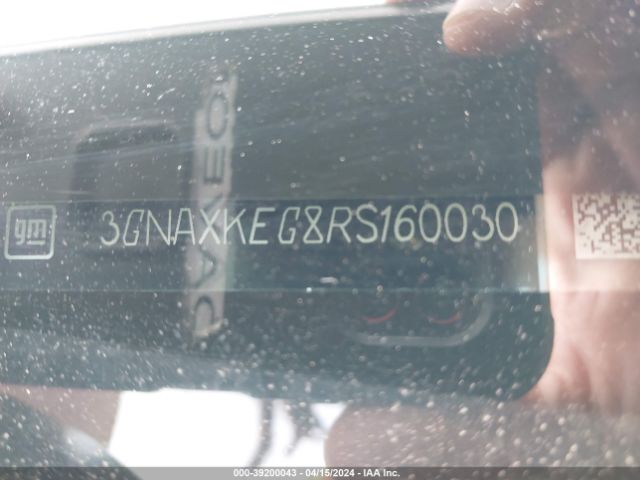 gm 3GNAXKEG8RS160030
000-39200043 - 04/15/2024 - IAA Inc.